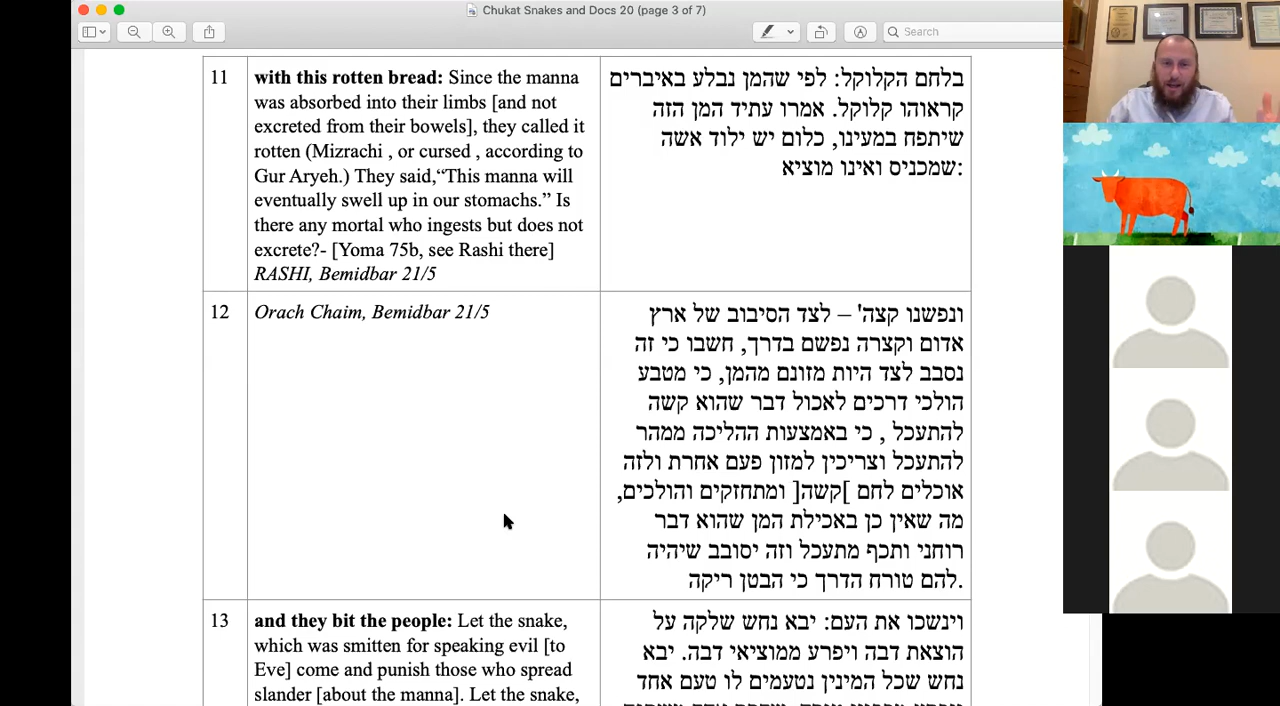 Chukat Snakes and Docs 20 (page 3 of 7)
Search
11
with this rotten bread: Since the manna
was absorbed into their limbs [and not
excreted from their bowels], they called it
rotten (Mizrachi , or cursed , according to
Gur Aryeh.) They said,“This manna will
eventually swell up in our stomachs.” Is
there any mortal who ingests but does not
excrete?- [Yoma 75b, see Rashi there]
RASHI, Bemidbar 21/5
בלחם הקלוקל: לפי שהמן נבלע באיברים
קראוהו קלוקל. אמרו עתיד המן הזה
שיתפח במעינו, כלום יש ילוד אשה
שמכניס ואינו מוציא:
12
Orach Chaim, Bemidbar 21/5
ונפשנו קצה' – לצד הסיבוב של ארץ
אדום וקצרה נפשם בדרך, חשבו כי זה
נסבב לצד היות מזונם מהמן, כי מטבע
הולכי דרכים לאכול דבר שהוא קשה
להתעכל , כי באמצעות ההליכה ממהר
להתעכל וצריכין למזון פעם אחרת ולזה
אוכלים לחם ]קשה[ ומתחזקים והולכים,
מה שאין כן באכילת המן שהוא דבר
רוחני ותכף מתעכל וזה יסובב שיהיה
להם טורח הדרך כי הבטן ריקה.
13
and they bit the people: Let the snake,
which was smitten for speaking evil [to
Eve] come and punish those who spread
slander [about the manna]. Let the snake,
וינשכו את העם: יבא נחש שלקה על
הוצאת דבה ויפרע ממוציאי דבה. יבא
נחש שכל המינין נטעמים לו טעם אחד